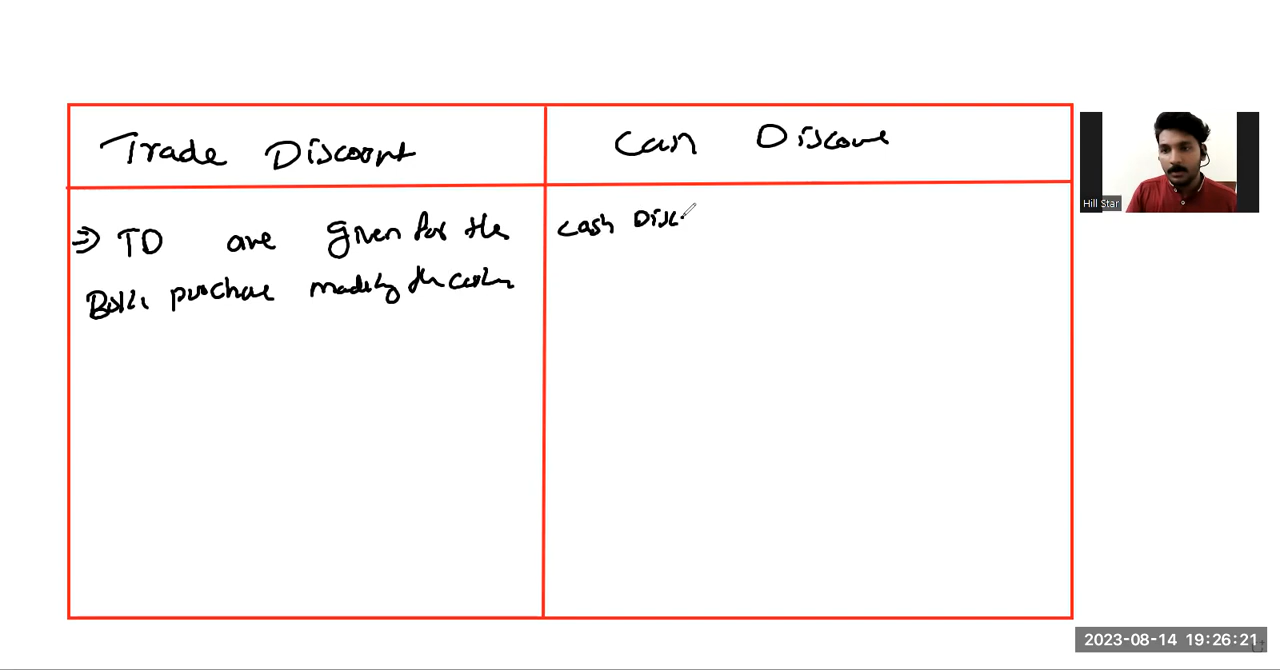 Trade Discount
Cash Discount
⇒ TD are given for the
Bulk purchase made by the
Cash Disc
Hill Star
2023-08-14 19:26:21